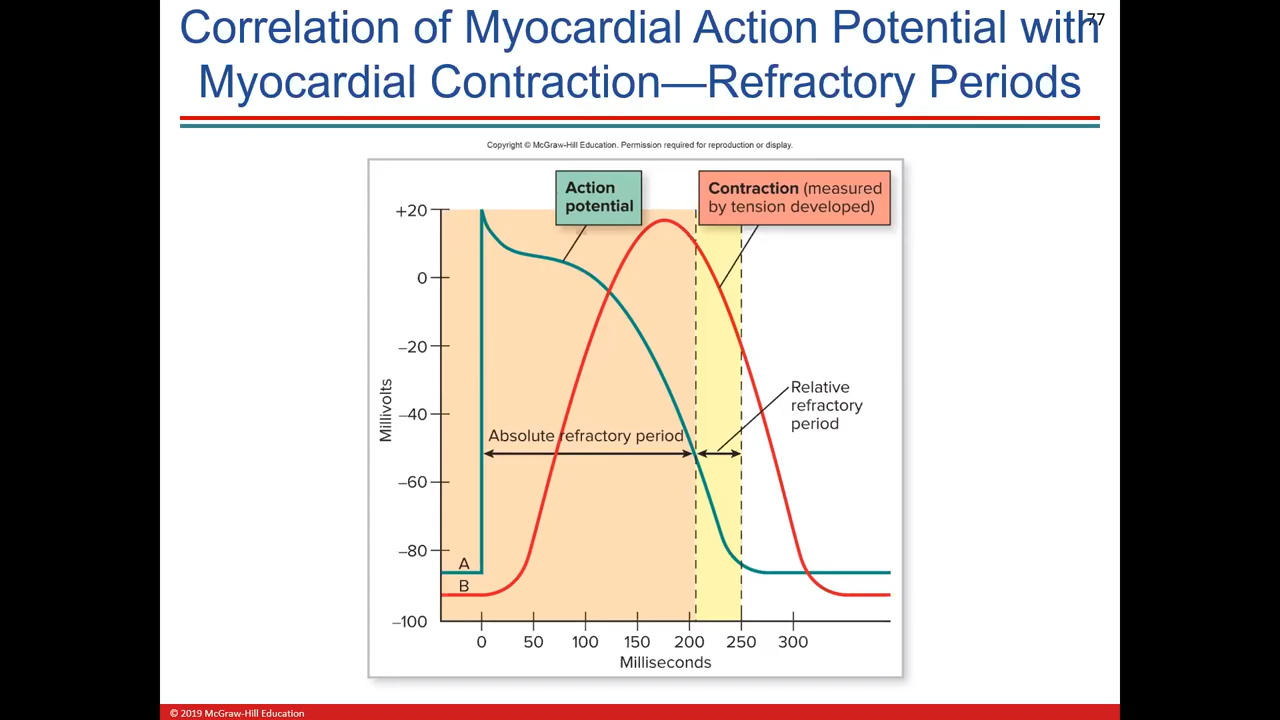 77
Correlation of Myocardial Action Potential with
Myocardial Contraction—Refractory Periods
Copyright © McGraw-Hill Education. Permission required for reproduction or display.
Action
potential
Contraction (measured
by tension developed)
+20
0
–20
–40
–60
–80
–100
Millivolts
Absolute refractory period
Relative
refractory
period
A
B
0 50 100 150 200 250 300
Milliseconds
© 2019 McGraw-Hill Education